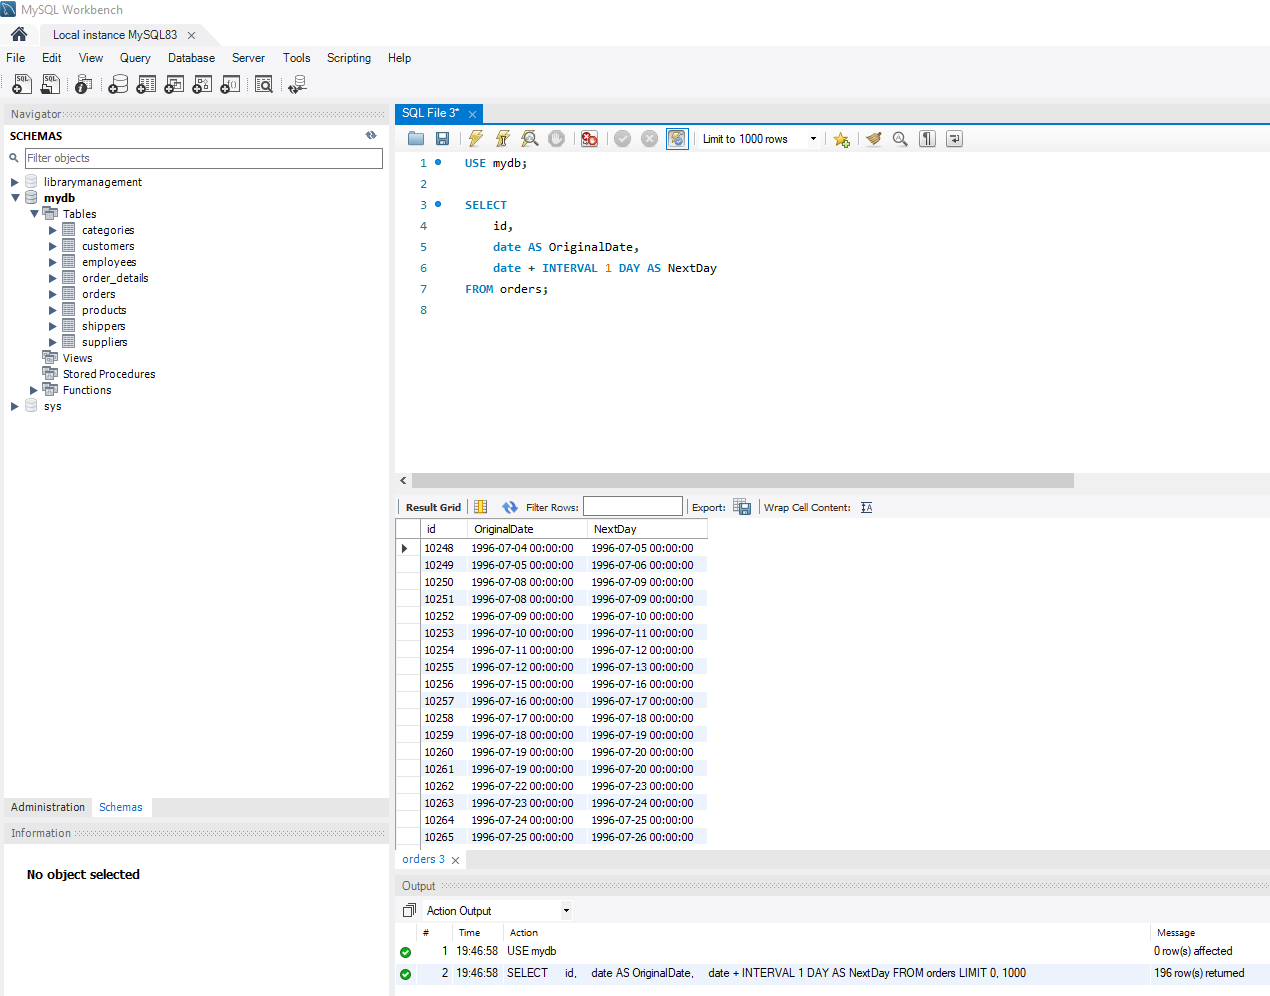 MySQL Workbench
Local instance MySQL83
File Edit View Query Database Server Tools Scripting Help
Navigator
SCHEMAS
Filter objects
librarymanagement
mydb
Tables
categories
customers
employees
order_details
orders
products
shippers
suppliers
Views
Stored Procedures
Functions
sys
Administration Schemas
Information
No object selected
SQL File 3*
Limit to 1000 rows
1 USE mydb;
2
3 SELECT
4 id,
5 date AS OriginalDate,
6 date + INTERVAL 1 DAY AS NextDay
7 FROM orders;
8
Result Grid Filter Rows: Export: Wrap Cell Content:
id OriginalDate NextDay
10248 1996-07-04 00:00:00 1996-07-05 00:00:00
10249 1996-07-05 00:00:00 1996-07-06 00:00:00
10250 1996-07-08 00:00:00 1996-07-09 00:00:00
10251 1996-07-08 00:00:00 1996-07-09 00:00:00
10252 1996-07-09 00:00:00 1996-07-10 00:00:00
10253 1996-07-10 00:00:00 1996-07-11 00:00:00
10254 1996-07-11 00:00:00 1996-07-12 00:00:00
10255 1996-07-12 00:00:00 1996-07-13 00:00:00
10256 1996-07-15 00:00:00 1996-07-16 00:00:00
10257 1996-07-16 00:00:00 1996-07-17 00:00:00
10258 1996-07-17 00:00:00 1996-07-18 00:00:00
10259 1996-07-18 00:00:00 1996-07-19 00:00:00
10260 1996-07-19 00:00:00 1996-07-20 00:00:00
10261 1996-07-19 00:00:00 1996-07-20 00:00:00
10262 1996-07-22 00:00:00 1996-07-23 00:00:00
10263 1996-07-23 00:00:00 1996-07-24 00:00:00
10264 1996-07-24 00:00:00 1996-07-25 00:00:00
10265 1996-07-25 00:00:00 1996-07-26 00:00:00
orders 3
Output
Action Output
# Time Action Message
1 19:46:58 USE mydb 0 row(s) affected
2 19:46:58 SELECT id, date AS OriginalDate, date + INTERVAL 1 DAY AS NextDay FROM orders LIMIT 0, 1000 196 row(s) returned